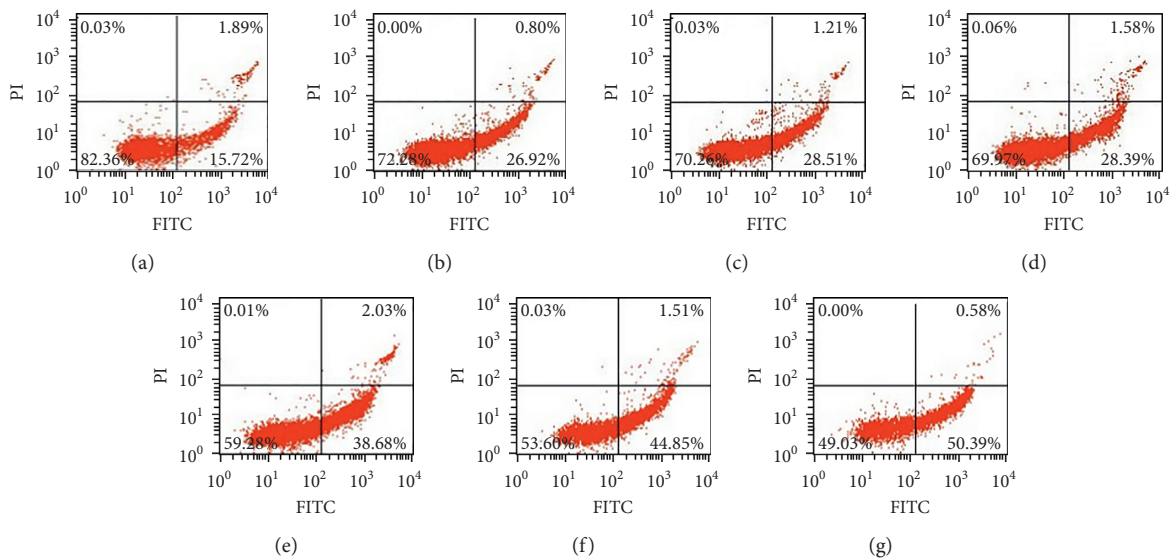 10^4
0.03%
1.89%
10^3
PI
10^2
10^1
82.36%
15.72%
10^0
10^0 10^1 10^2 10^3 10^4
FITC
(a)
10^4
0.00%
0.80%
10^3
PI
10^2
10^1
72.28%
26.92%
10^0
10^0 10^1 10^2 10^3 10^4
FITC
(b)
10^4
0.03%
1.21%
10^3
PI
10^2
10^1
70.26%
28.51%
10^0
10^0 10^1 10^2 10^3 10^4
FITC
(c)
10^4
0.06%
1.58%
10^3
PI
10^2
10^1
69.97%
28.39%
10^0
10^0 10^1 10^2 10^3 10^4
FITC
(d)
10^4
0.01%
2.03%
10^3
PI
10^2
10^1
59.28%
38.68%
10^0
10^0 10^1 10^2 10^3 10^4
FITC
(e)
10^4
0.03%
1.51%
10^3
PI
10^2
10^1
53.60%
44.85%
10^0
10^0 10^1 10^2 10^3 10^4
FITC
(f)
10^4
0.00%
0.58%
10^3
PI
10^2
10^1
49.03%
50.39%
10^0
10^0 10^1 10^2 10^3 10^4
FITC
(g)